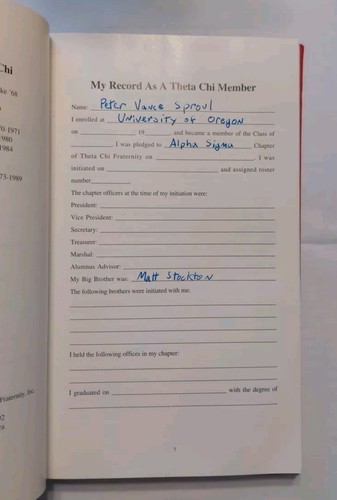 Chi
ke '68
70-1971
1980
1984
73-1989
Fraternity, Inc.
My Record As A Theta Chi Member
Name: Peter Vance Sproul
I enrolled at University of Oregon
on 19 and became a member of the Class of
I was pledged to Alpha Sigma Chapter
of Theta Chi Fraternity on . I was
initiated on and assigned roster
number
The chapter officers at the time of my initiation were:
President:
Vice President:
Secretary:
Treasurer:
Marshal:
Alumnus Advisor:
My Big Brother was: Matt Stockton
The following brothers were initiated with me:
I held the following offices in my chapter:
I graduated on with the degree of